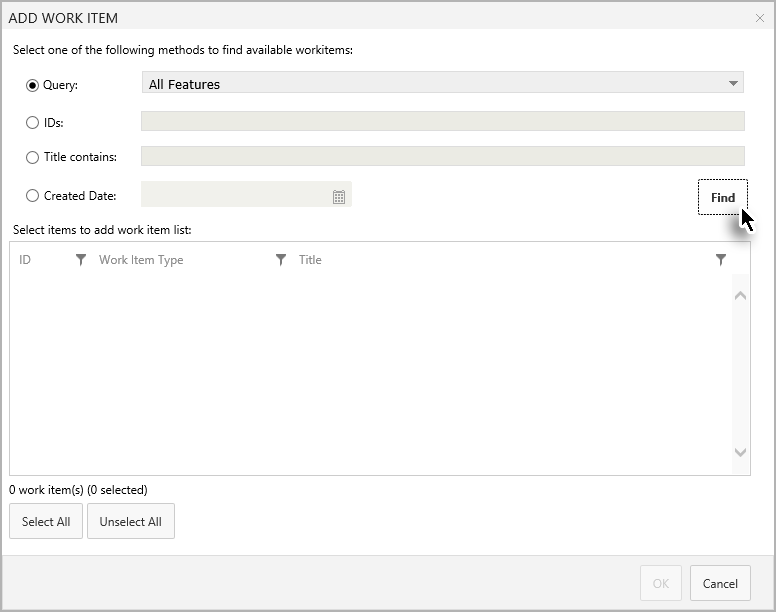 ADD WORK ITEM
Select one of the following methods to find available workitems:
Query:
All Features
IDs:
Title contains:
Created Date:
Find
Select items to add work item list:
ID
Work Item Type
Title
0 work item(s) (0 selected)
Select All
Unselect All
OK
Cancel